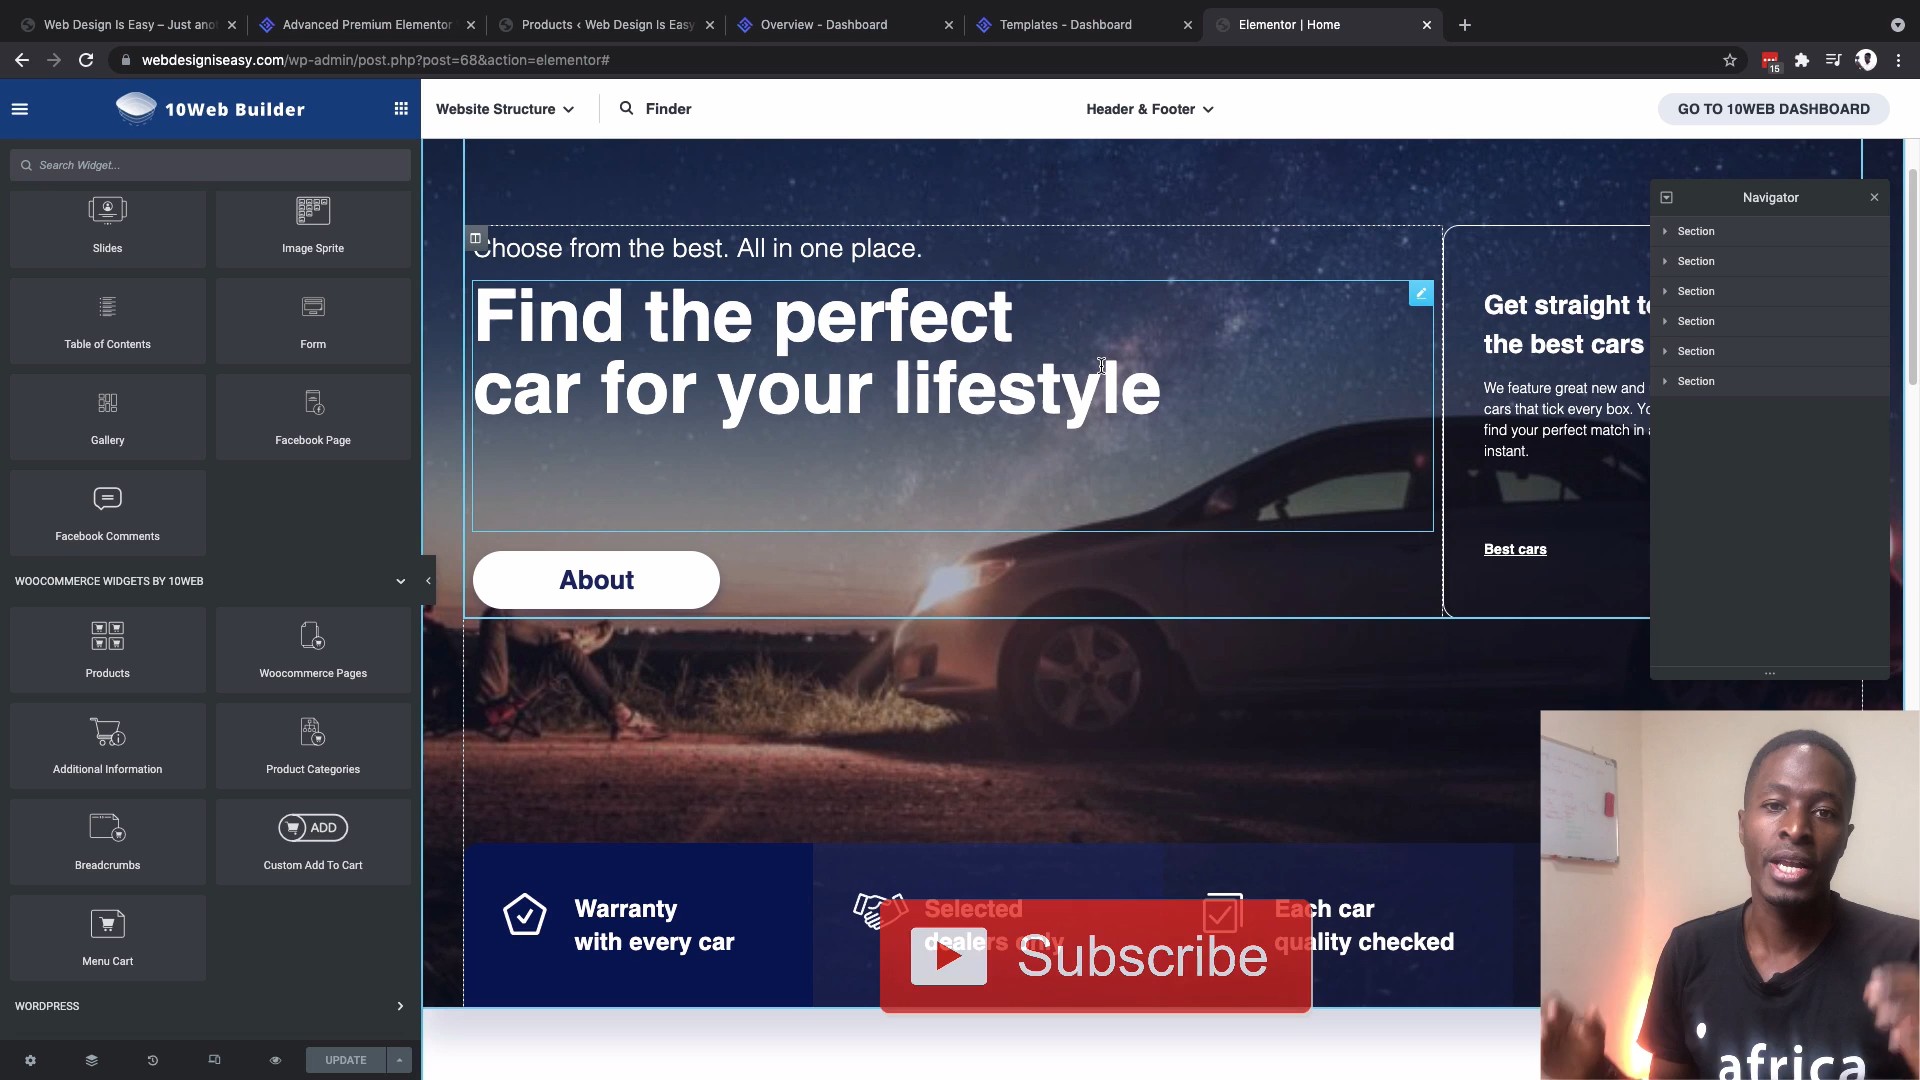 Web Design Is Easy – Just ano
Advanced Premium Elementor
Products ‹ Web Design Is Easy
Overview - Dashboard
Templates - Dashboard
Elementor | Home
webdesigniseasy.com/wp-admin/post.php?post=68&action=elementor#
15
10Web Builder
Website Structure
Finder
Header & Footer
GO TO 10WEB DASHBOARD
Search Widget...
Slides
Image Sprite
Table of Contents
Form
Gallery
Facebook Page
Facebook Comments
WOOCOMMERCE WIDGETS BY 10WEB
Products
Woocommerce Pages
Additional Information
Product Categories
Breadcrumbs
ADD
Custom Add To Cart
Menu Cart
WORDPRESS
UPDATE
Choose from the best. All in one place.
Find the perfect
car for your lifestyle
About
Get straight to
the best cars
We feature great new and
cars that tick every box. Yo
find your perfect match in a
instant.
Best cars
Navigator
Section
Section
Section
Section
Section
Section
Warranty
with every car
Selected
dealers only
Each car
quality checked
Subscribe
africa